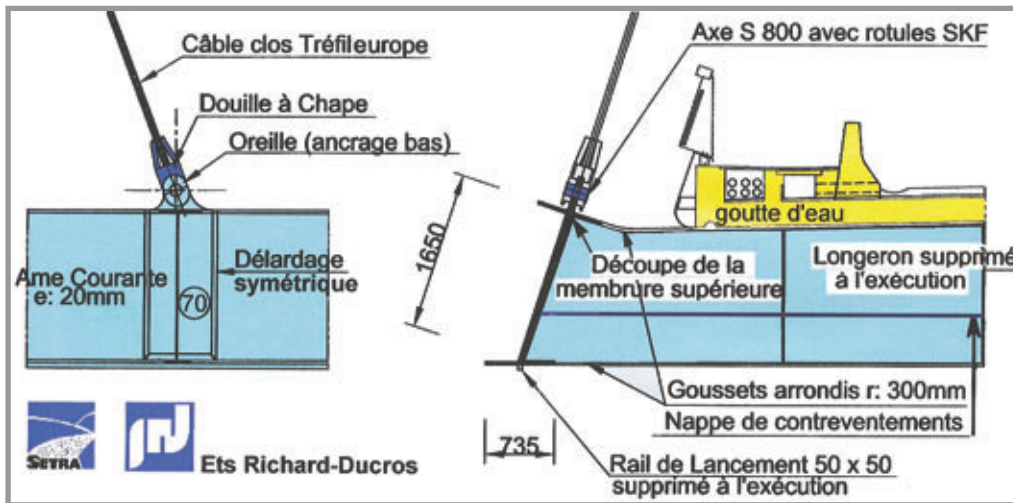 Câble clos Tréfileurope
Douille à Chape
Oreille (ancrage bas)
Ame Courante
e: 20mm
70
Délardage
symétrique
SETRA
Ets Richard-Ducros
Axe S 800 avec rotules SKF
goutte d'eau
1650
Découpe de la
membrure supérieure
Longeron supprimé
à l'exécution
Goussets arrondis r: 300mm
Nappe de contreventements
735
Rail de Lancement 50 x 50
supprimé à l'exécution